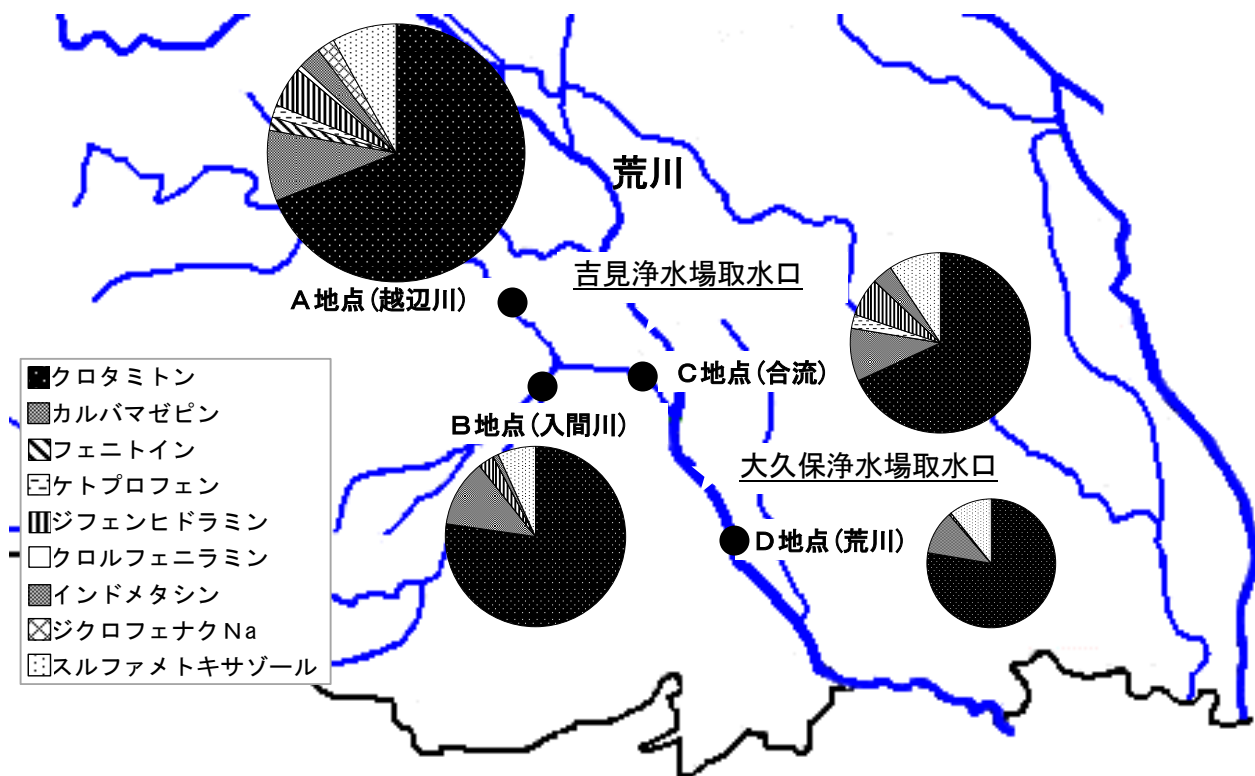 荒川
吉見浄水場取水口
A地点(越辺川)
C地点(合流)
B地点(入間川)
大久保浄水場取水口
D地点(荒川)
クロタミトン
カルバマゼピン
フェニトイン
ケトプロフェン
ジフェンヒドラミン
クロルフェニラミン
インドメタシン
ジクロフェナクNa
スルファメトキサゾール